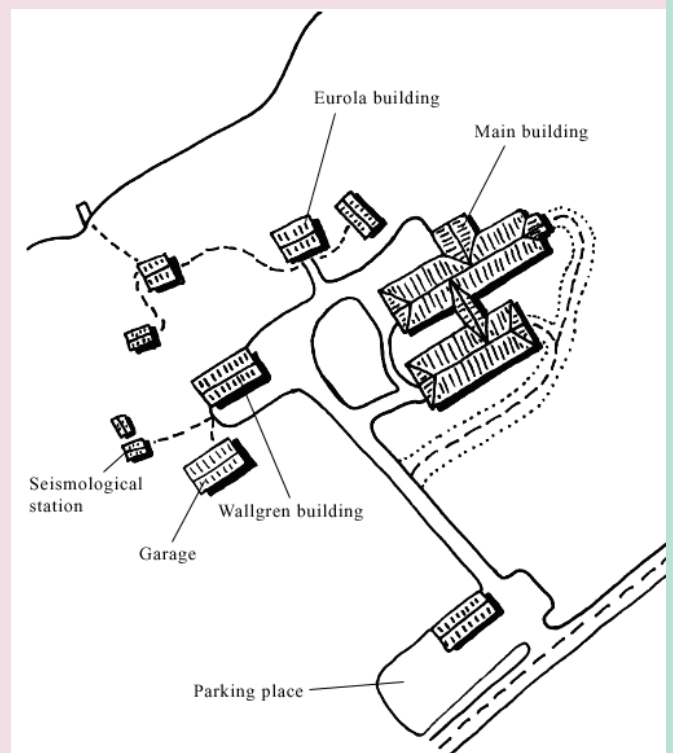 Eurola building
Main building
Seismological
station
Wallgren building
Garage
Parking place